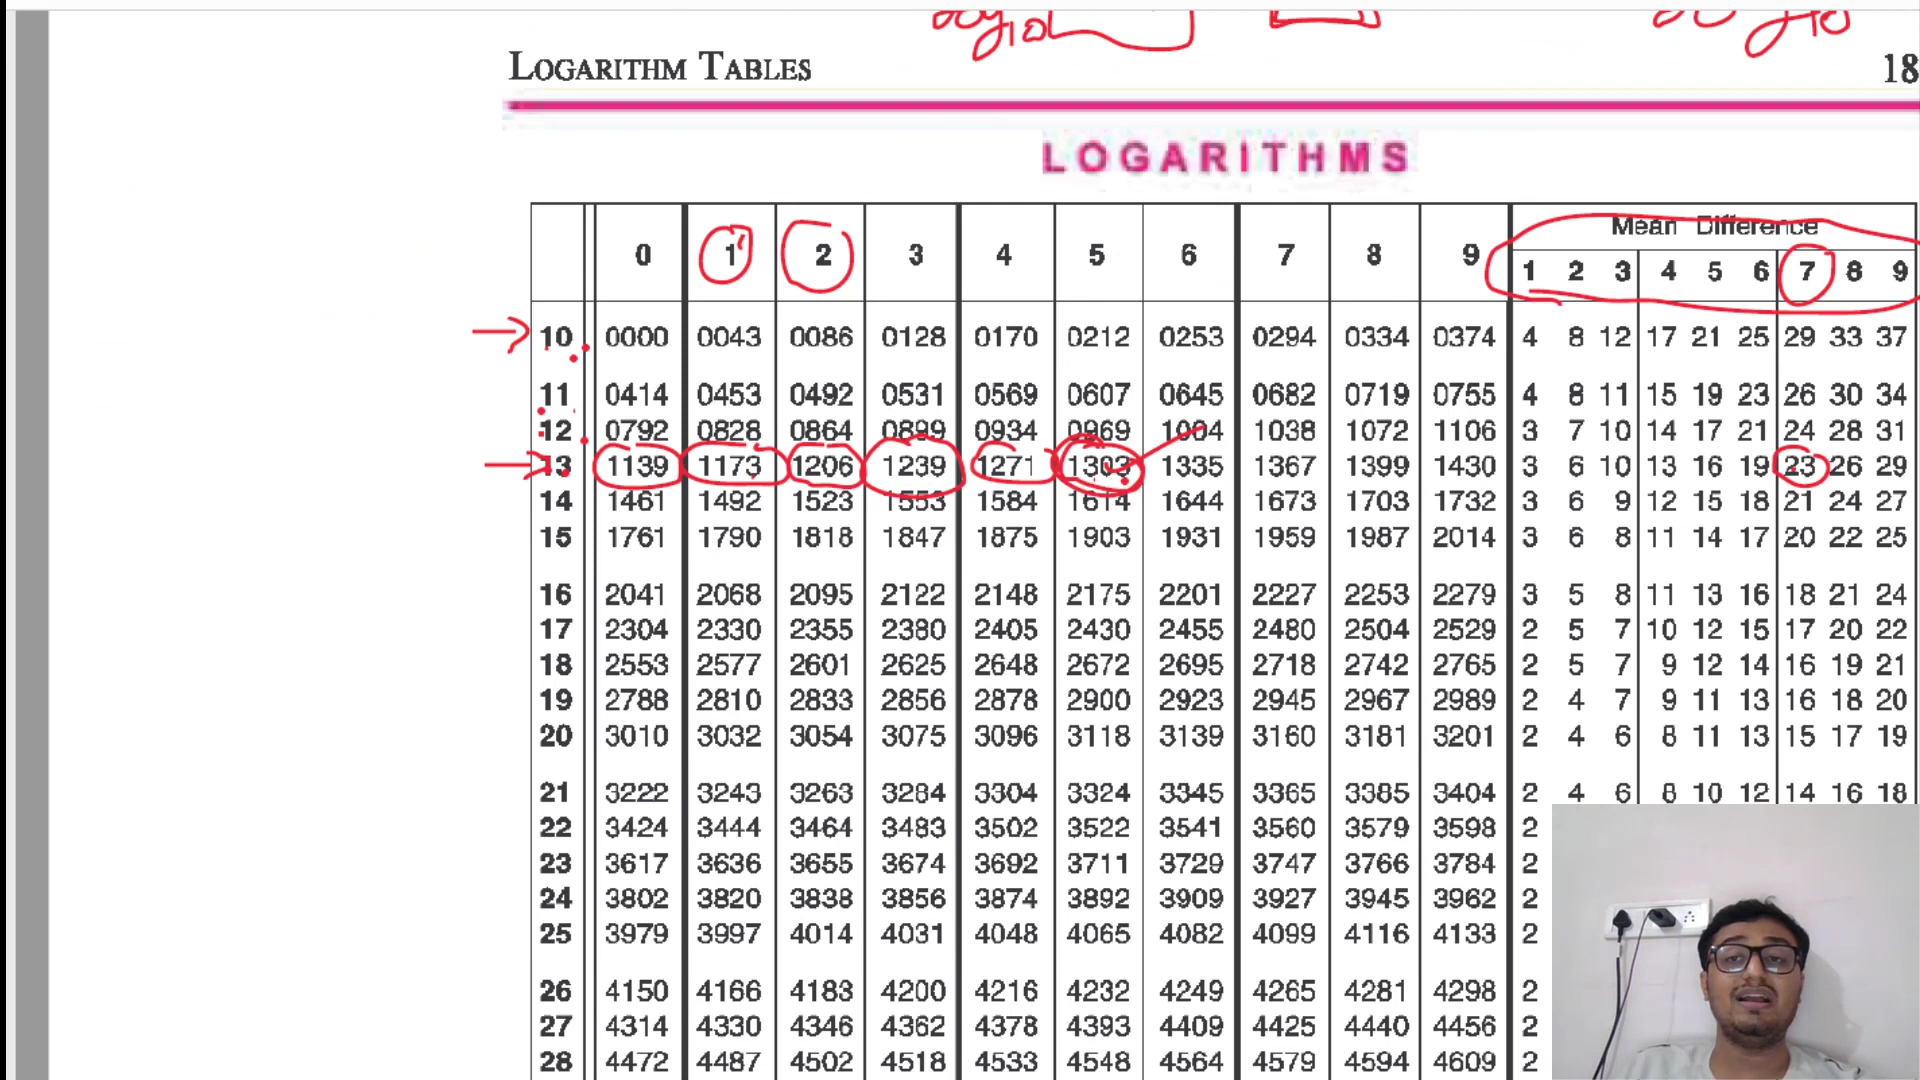 log10
log10
LOGARITHM TABLES 18
LOGARITHMS
0 1 2 3 4 5 6 7 8 9 Mean Difference
1 2 3 4 5 6 7 8 9
10 0000 0043 0086 0128 0170 0212 0253 0294 0334 0374 4 8 12 17 21 25 29 33 37
11 0414 0453 0492 0531 0569 0607 0645 0682 0719 0755 4 8 11 15 19 23 26 30 34
12 0792 0828 0864 0899 0934 0969 1004 1038 1072 1106 3 7 10 14 17 21 24 28 31
13 1139 1173 1206 1239 1271 1303 1335 1367 1399 1430 3 6 10 13 16 19 23 26 29
14 1461 1492 1523 1553 1584 1614 1644 1673 1703 1732 3 6 9 12 15 18 21 24 27
15 1761 1790 1818 1847 1875 1903 1931 1959 1987 2014 3 6 8 11 14 17 20 22 25
16 2041 2068 2095 2122 2148 2175 2201 2227 2253 2279 3 5 8 11 13 16 18 21 24
17 2304 2330 2355 2380 2405 2430 2455 2480 2504 2529 2 5 7 10 12 15 17 20 22
18 2553 2577 2601 2625 2648 2672 2695 2718 2742 2765 2 5 7 9 12 14 16 19 21
19 2788 2810 2833 2856 2878 2900 2923 2945 2967 2989 2 4 7 9 11 13 16 18 20
20 3010 3032 3054 3075 3096 3118 3139 3160 3181 3201 2 4 6 8 11 13 15 17 19
21 3222 3243 3263 3284 3304 3324 3345 3365 3385 3404 2 4 6 8 10 12 14 16 18
22 3424 3444 3464 3483 3502 3522 3541 3560 3579 3598 2
23 3617 3636 3655 3674 3692 3711 3729 3747 3766 3784 2
24 3802 3820 3838 3856 3874 3892 3909 3927 3945 3962 2
25 3979 3997 4014 4031 4048 4065 4082 4099 4116 4133 2
26 4150 4166 4183 4200 4216 4232 4249 4265 4281 4298 2
27 4314 4330 4346 4362 4378 4393 4409 4425 4440 4456 2
28 4472 4487 4502 4518 4533 4548 4564 4579 4594 4609 2